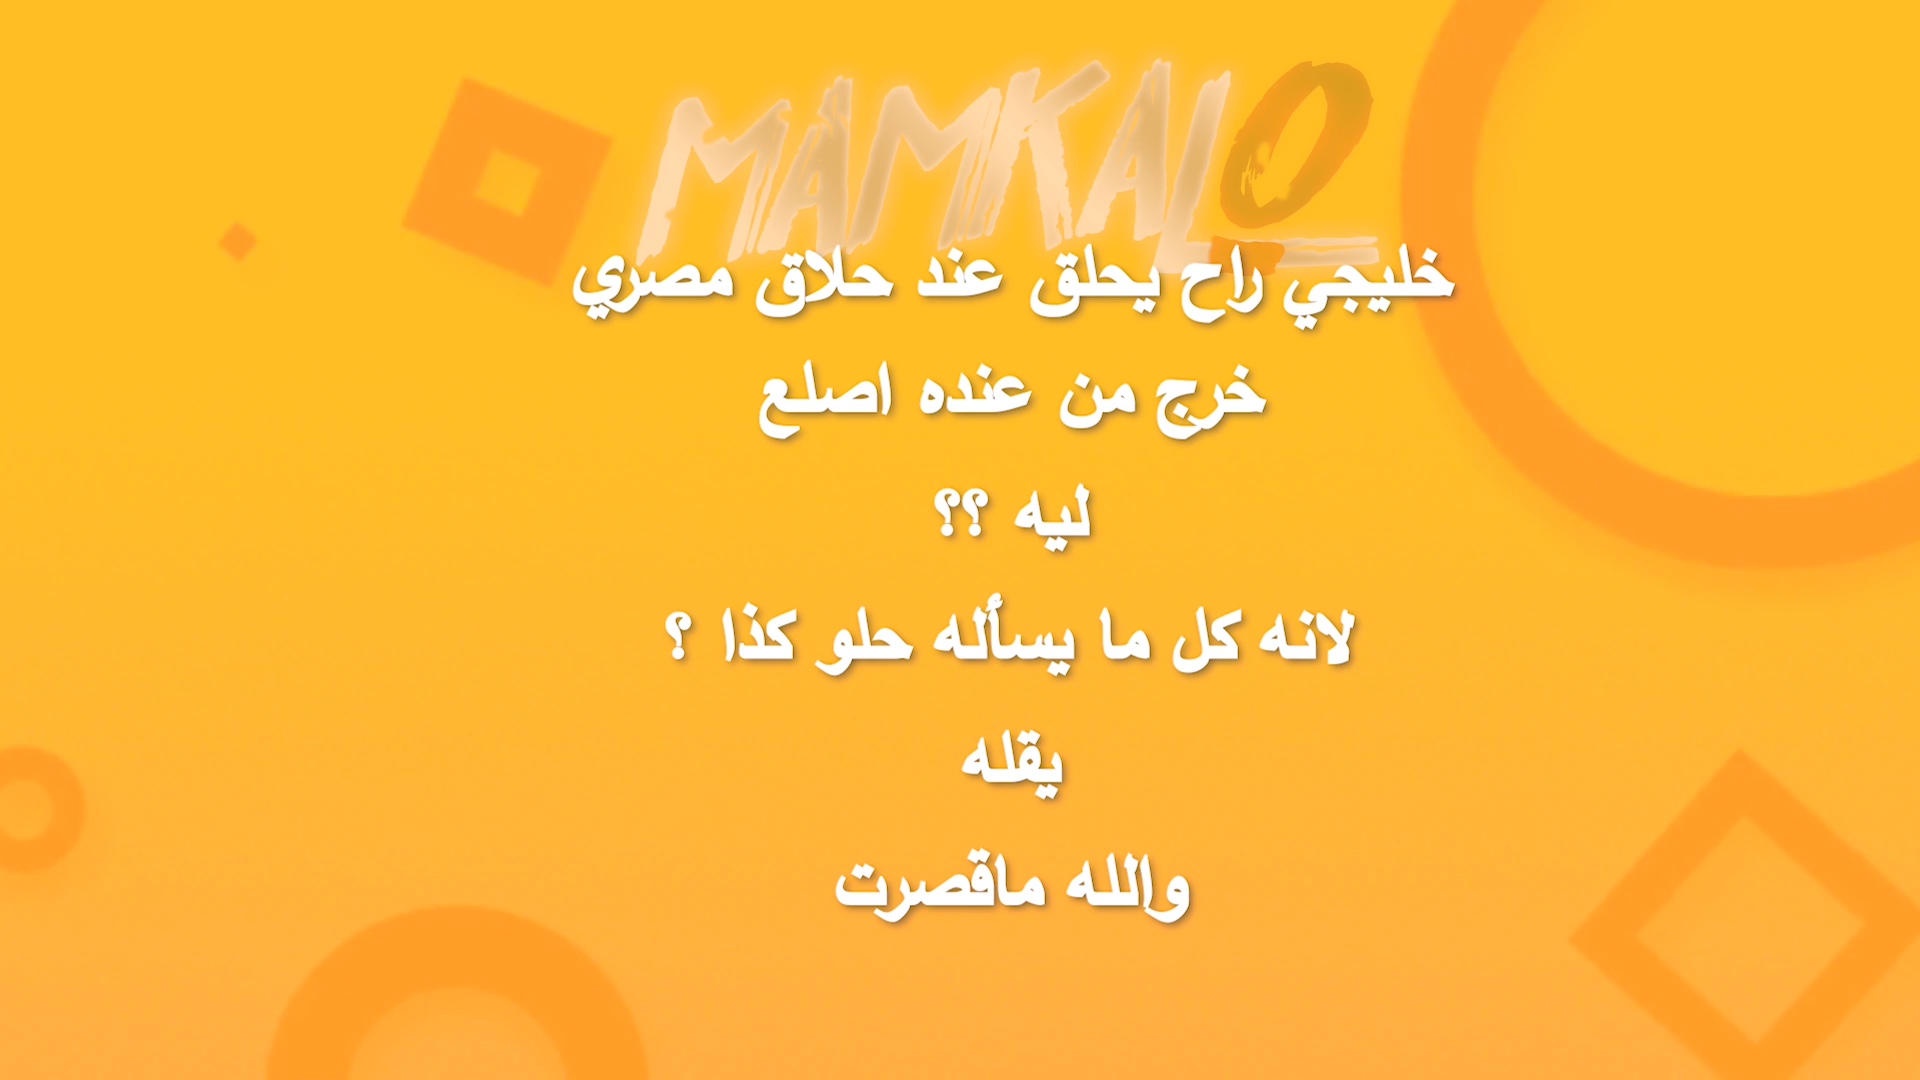 MAMKALO
خليجي راح يحلق عند حلاق مصري
خرج من عنده اصلع
ليه ؟؟
لانه كل ما يسأله حلو كذا ؟
يقله
والله ماقصرت